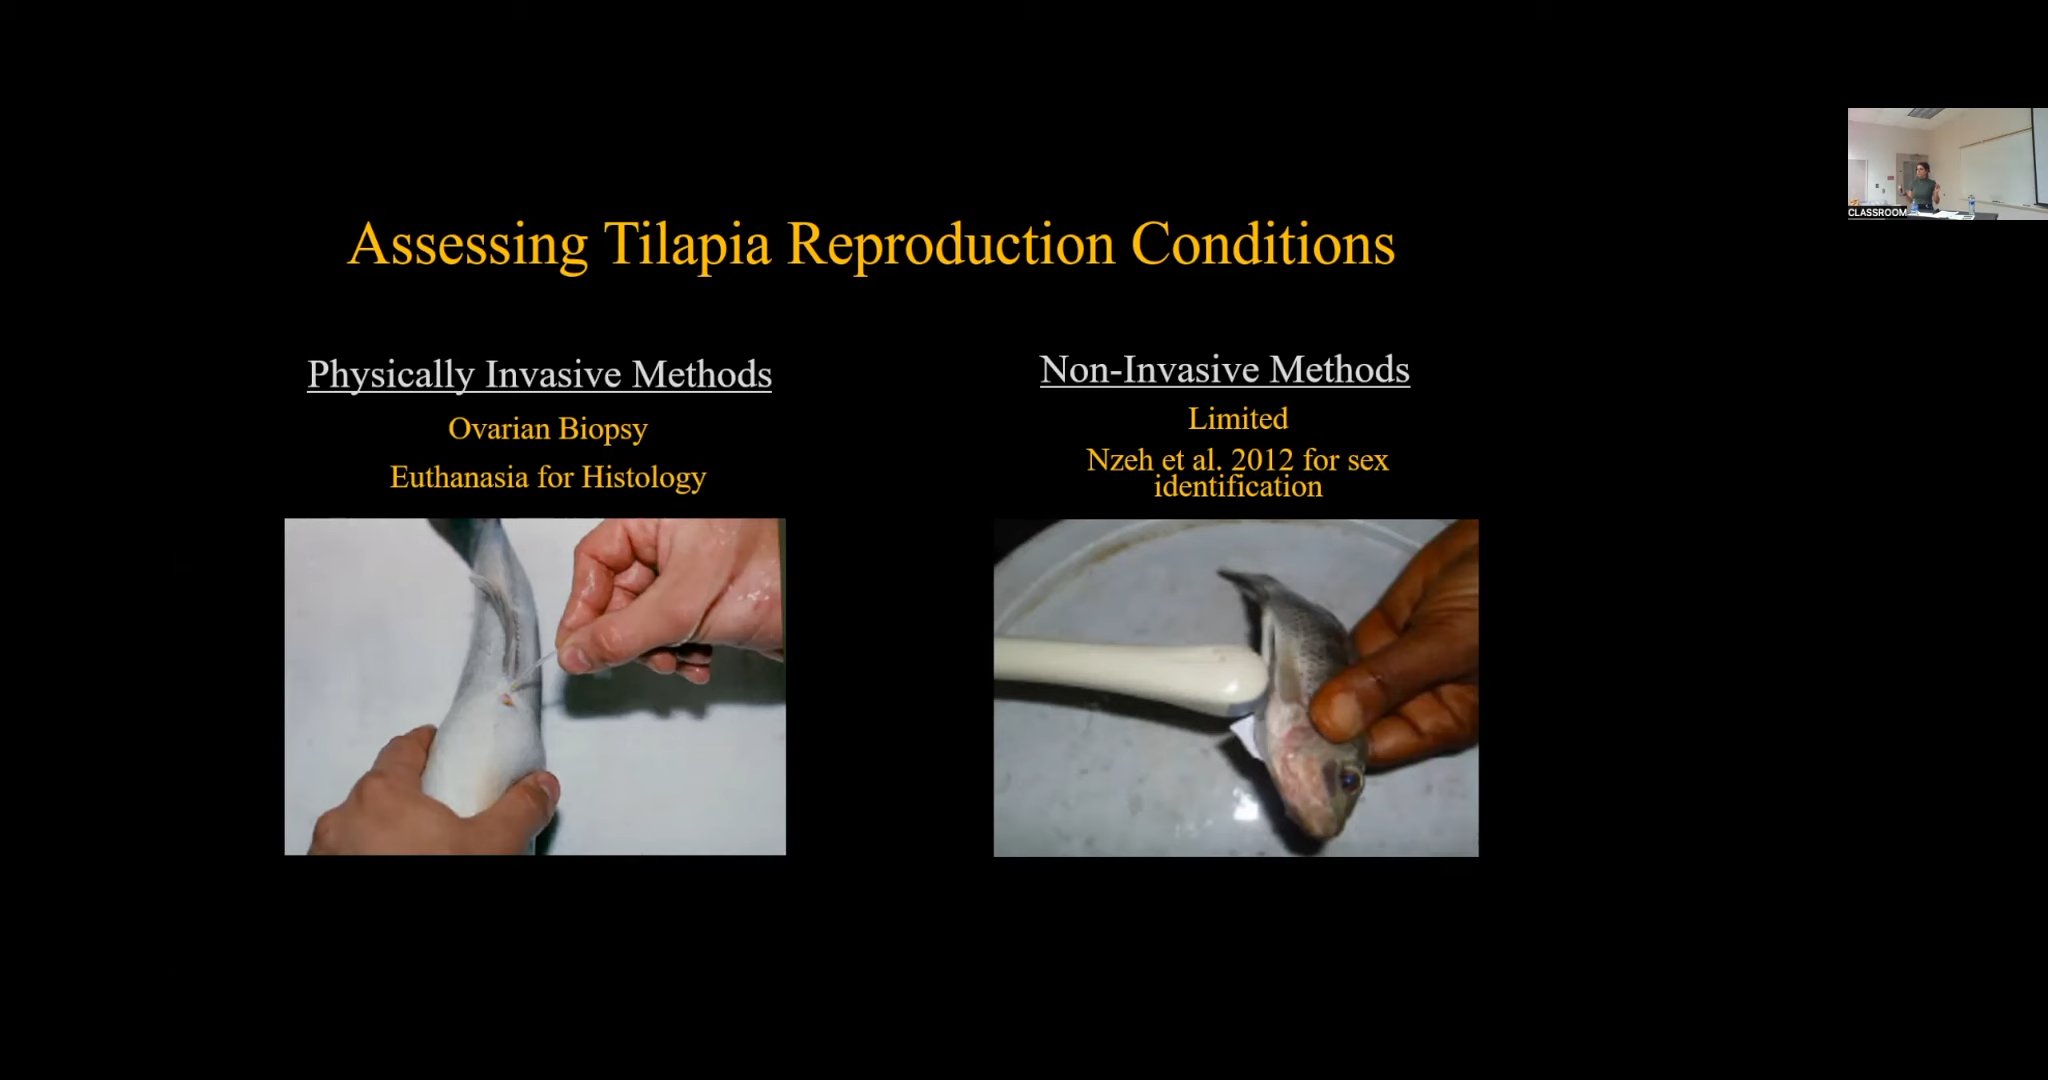 Assessing Tilapia Reproduction Conditions
Physically Invasive Methods
Ovarian Biopsy
Euthanasia for Histology
Non-Invasive Methods
Limited
Nzeh et al. 2012 for sex
identification
CLASSROOM